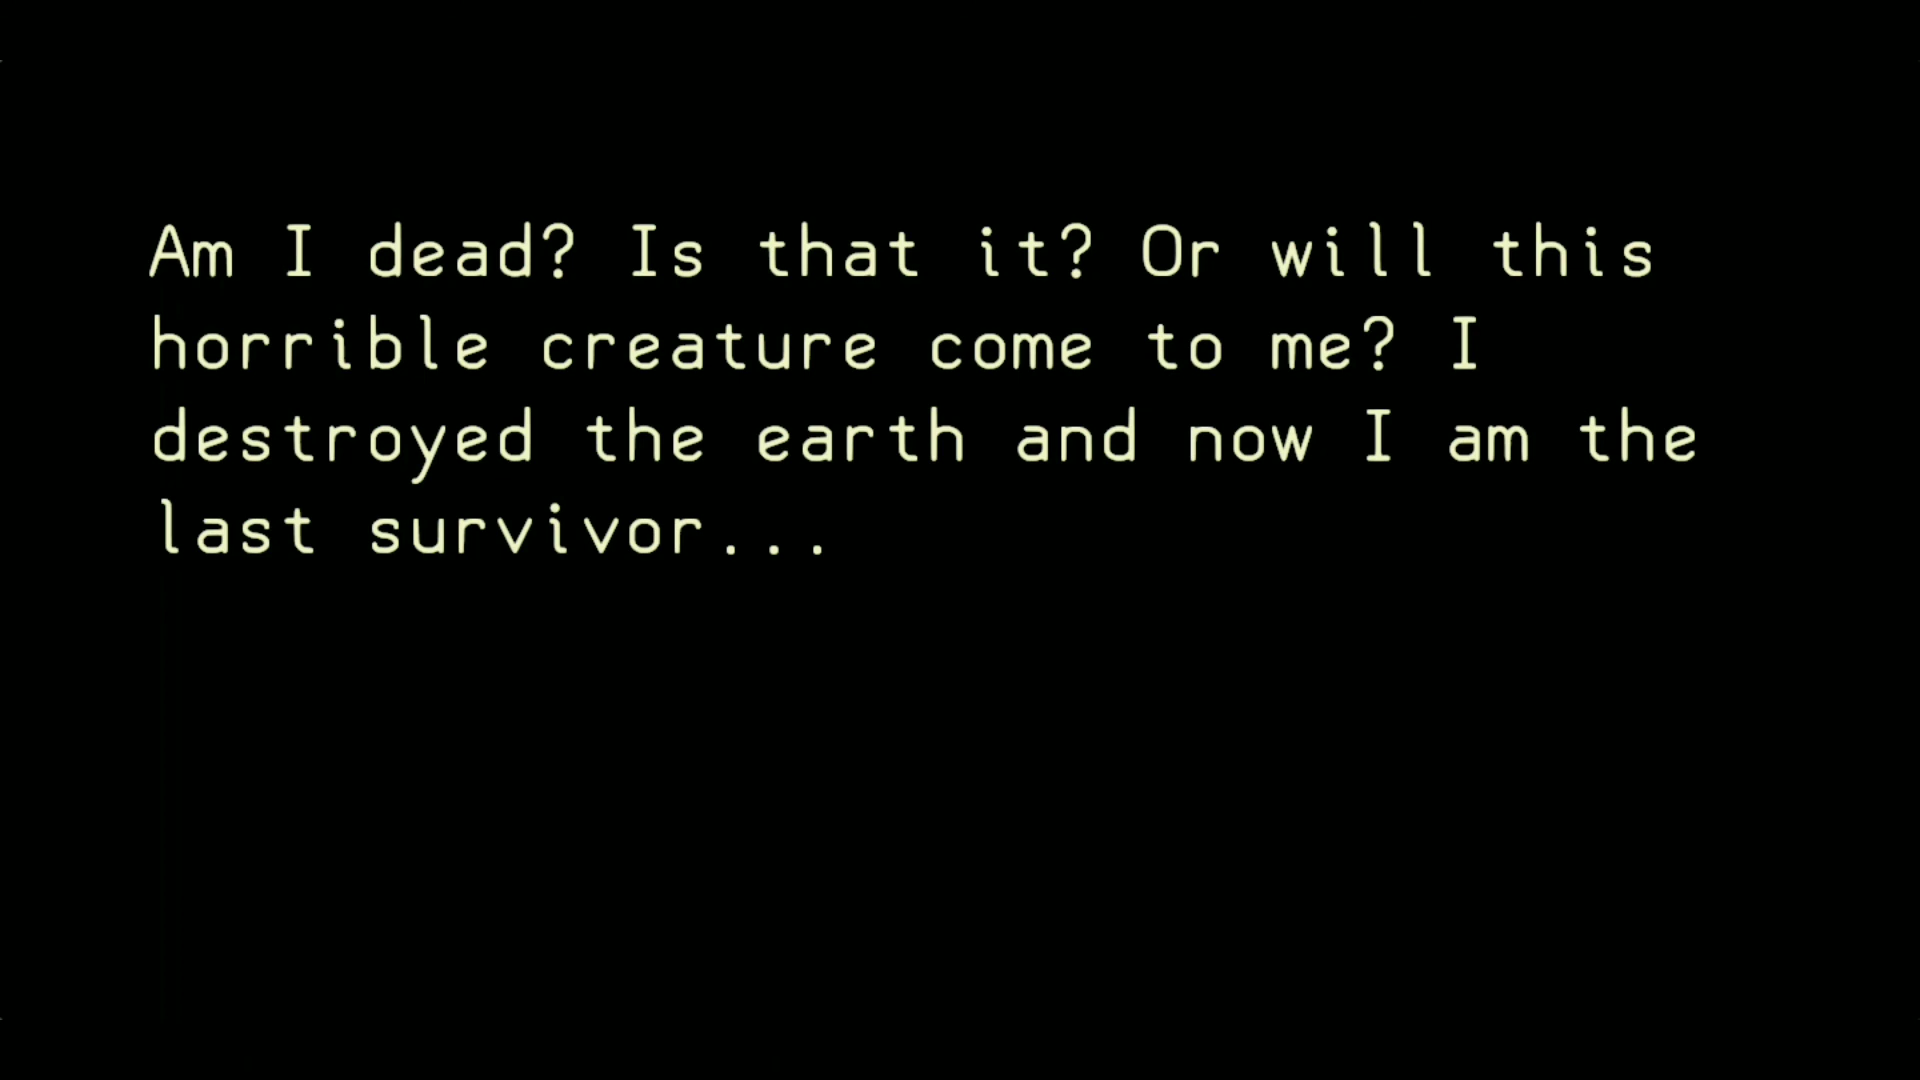 Am I dead? Is that it? Or will this
horrible creature come to me? I
destroyed the earth and now I am the
last survivor...